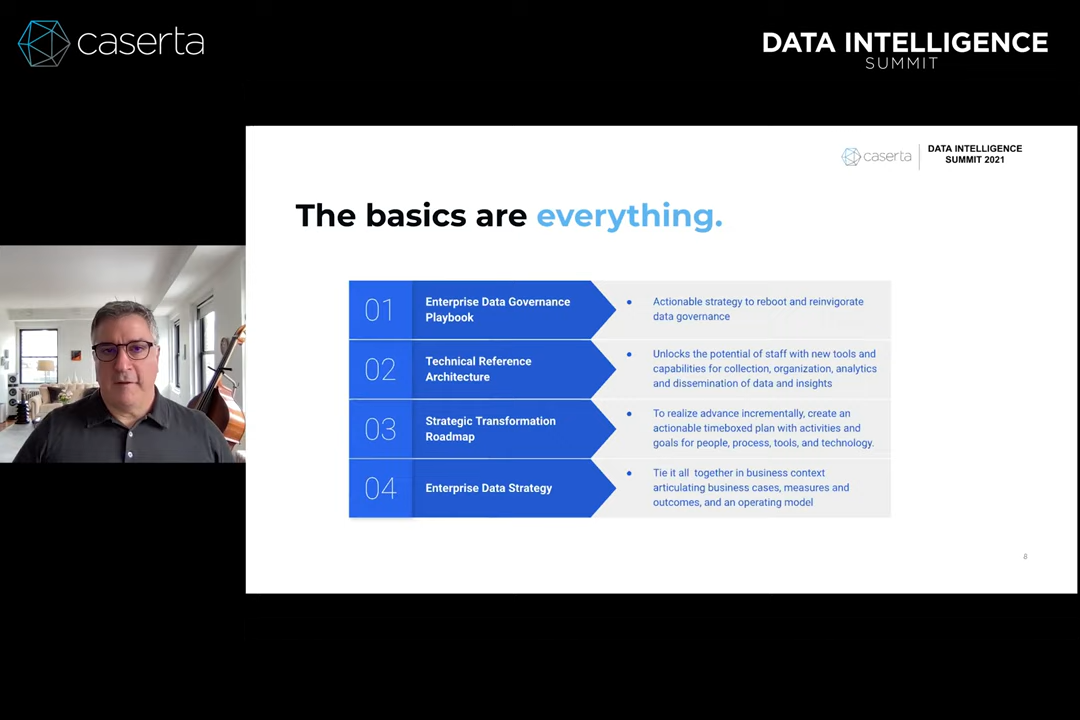 caserta
DATA INTELLIGENCE
SUMMIT
caserta
DATA INTELLIGENCE
SUMMIT 2021
The basics are everything.
01
Enterprise Data Governance
Playbook
● Actionable strategy to reboot and reinvigorate
data governance
02
Technical Reference
Architecture
● Unlocks the potential of staff with new tools and
capabilities for collection, organization, analytics
and dissemination of data and insights
03
Strategic Transformation
Roadmap
● To realize advance incrementally, create an
actionable timeboxed plan with activities and
goals for people, process, tools, and technology.
04
Enterprise Data Strategy
● Tie it all together in business context
articulating business cases, measures and
outcomes, and an operating model
8